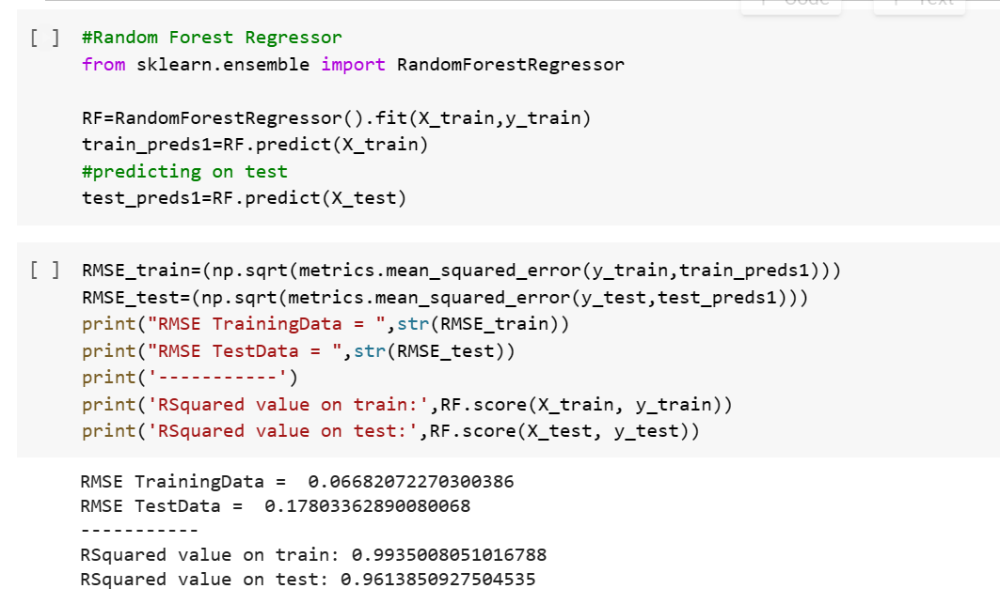 + Code + Text
[ ] #Random Forest Regressor
from sklearn.ensemble import RandomForestRegressor
RF=RandomForestRegressor().fit(X_train,y_train)
train_preds1=RF.predict(X_train)
#predicting on test
test_preds1=RF.predict(X_test)
[ ] RMSE_train=(np.sqrt(metrics.mean_squared_error(y_train,train_preds1)))
RMSE_test=(np.sqrt(metrics.mean_squared_error(y_test,test_preds1)))
print("RMSE TrainingData = ",str(RMSE_train))
print("RMSE TestData = ",str(RMSE_test))
print('-----------')
print('RSquared value on train:',RF.score(X_train, y_train))
print('RSquared value on test:',RF.score(X_test, y_test))
RMSE TrainingData =  0.06682072270300386
RMSE TestData =  0.17803362890080068
-----------
RSquared value on train: 0.9935008051016788
RSquared value on test: 0.9613850927504535